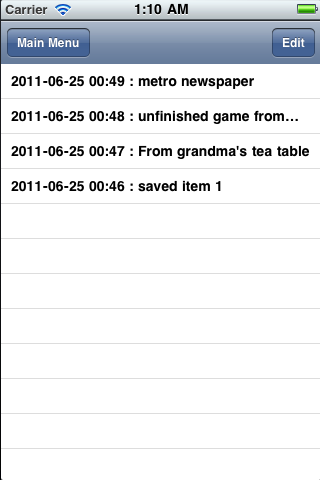 Carrier 1:10 AM
Main Menu Edit
2011-06-25 00:49 : metro newspaper
2011-06-25 00:48 : unfinished game from...
2011-06-25 00:47 : From grandma's tea table
2011-06-25 00:46 : saved item 1